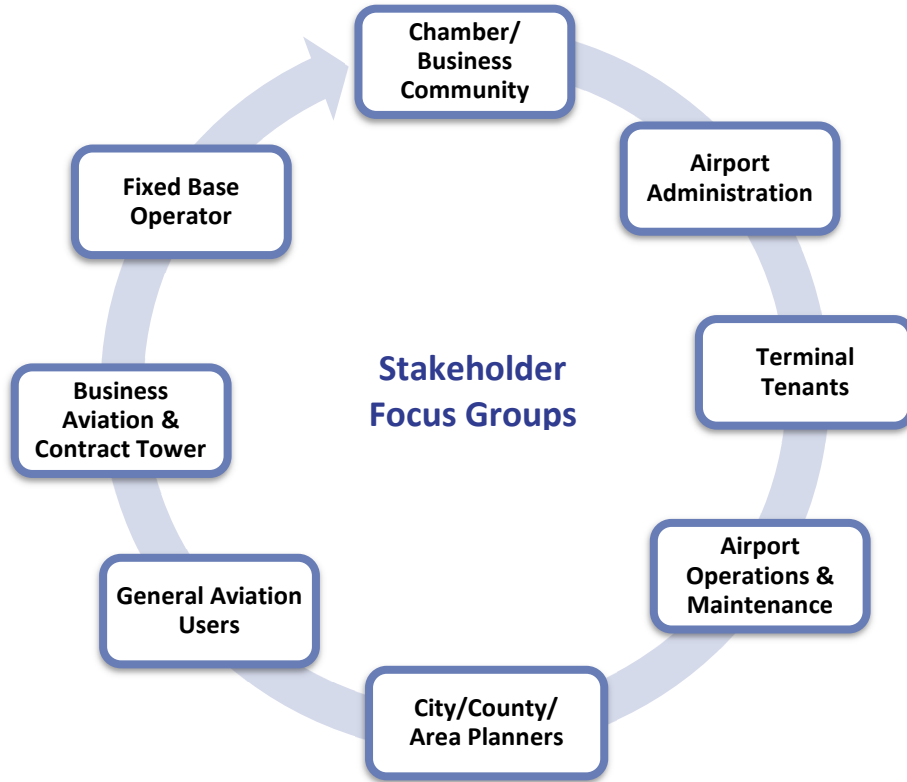 Chamber/
Business
Community
Airport
Administration
Terminal
Tenants
Airport
Operations &
Maintenance
City/County/
Area Planners
General Aviation
Users
Business
Aviation &
Contract Tower
Fixed Base
Operator
Stakeholder
Focus Groups